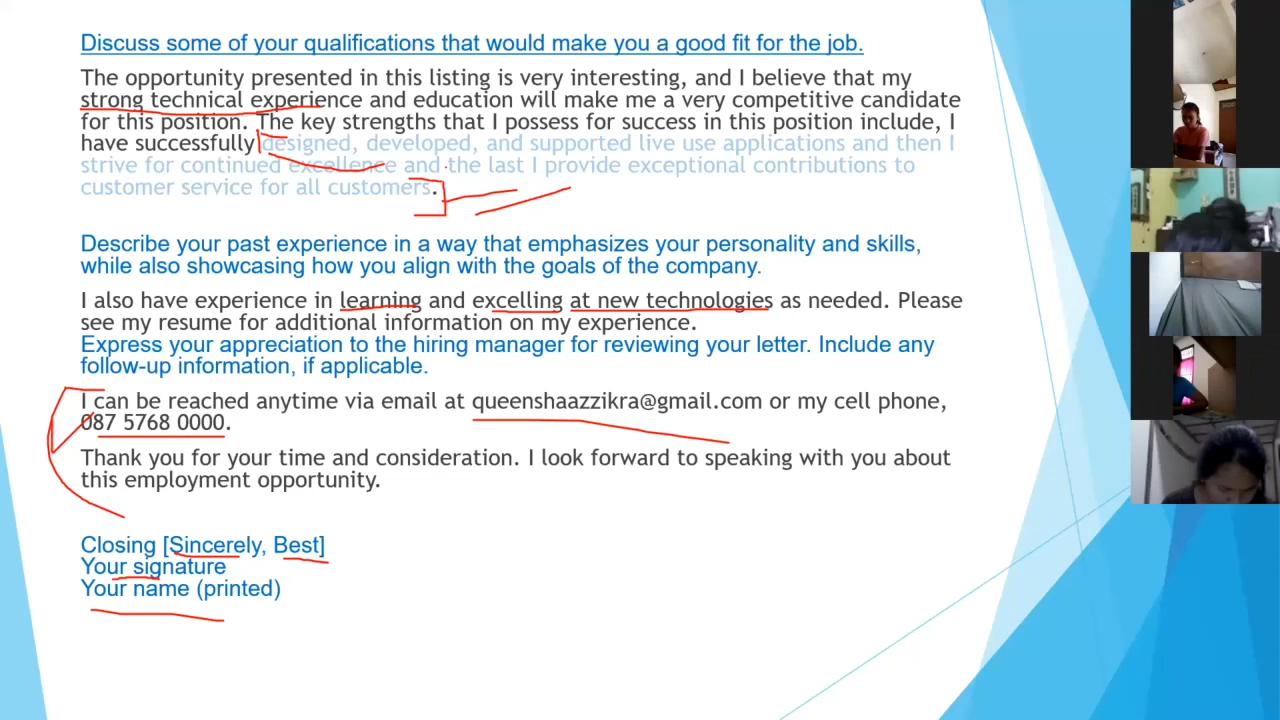 Discuss some of your qualifications that would make you a good fit for the job.
The opportunity presented in this listing is very interesting, and I believe that my
strong technical experience and education will make me a very competitive candidate
for this position. The key strengths that I possess for success in this position include, I
have successfully designed, developed, and supported live use applications and then I
strive for continued excellence and the last I provide exceptional contributions to
customer service for all customers.
Describe your past experience in a way that emphasizes your personality and skills,
while also showcasing how you align with the goals of the company.
I also have experience in learning and excelling at new technologies as needed. Please
see my resume for additional information on my experience.
Express your appreciation to the hiring manager for reviewing your letter. Include any
follow-up information, if applicable.
I can be reached anytime via email at queenshaazzikra@gmail.com or my cell phone,
087 5768 0000.
Thank you for your time and consideration. I look forward to speaking with you about
this employment opportunity.
Closing [Sincerely, Best]
Your signature
Your name (printed)